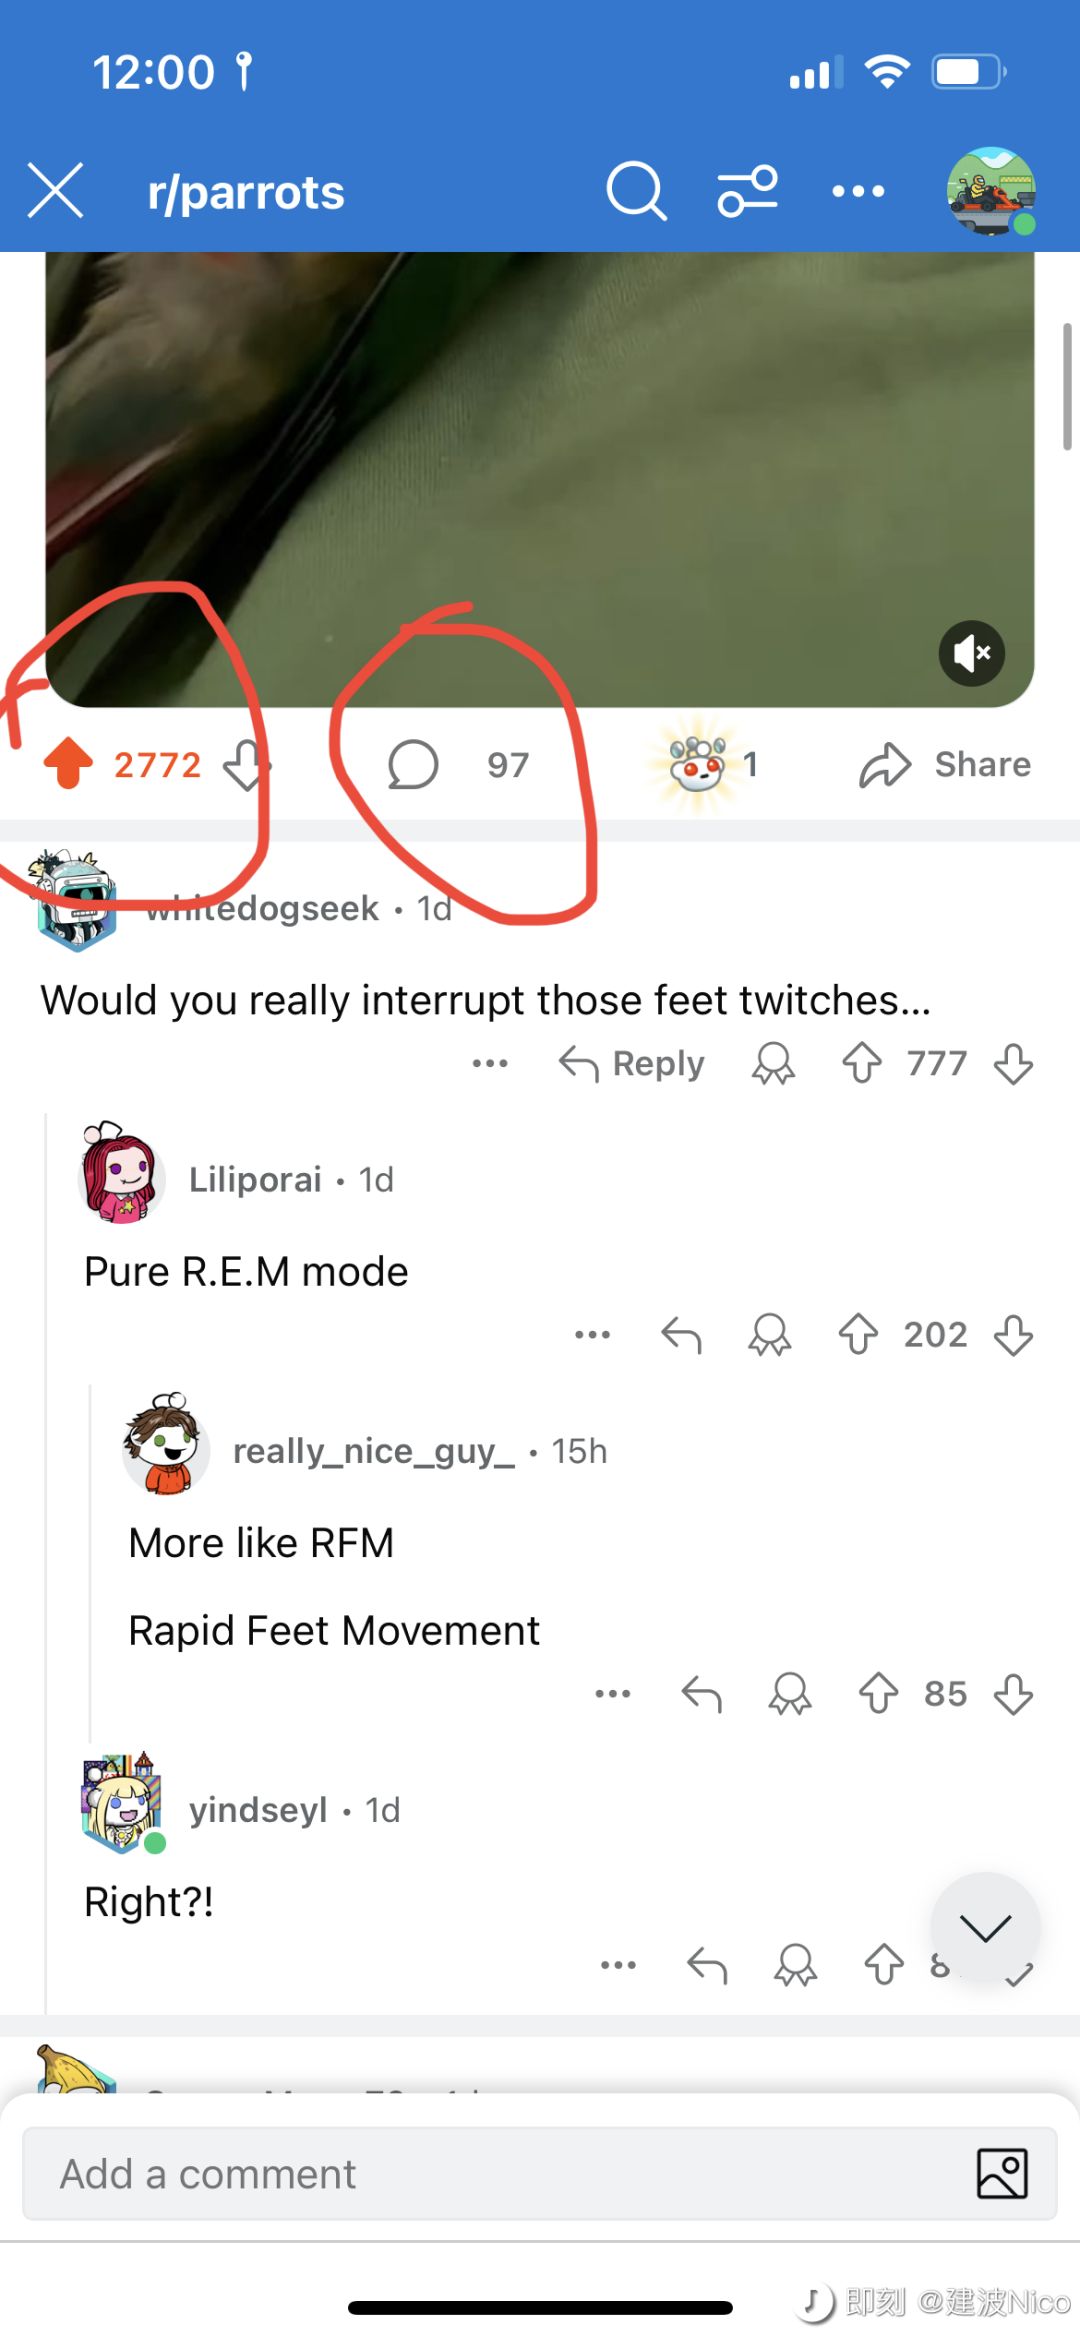 12:00
r/parrots
2772 97 1 Share
whitedogseek • 1d
Would you really interrupt those feet twitches...
Reply 777
Liliporai • 1d
Pure R.E.M mode
202
really_nice_guy_ • 15h
More like RFM
Rapid Feet Movement
85
yindseyl • 1d
Right?!
Add a comment
即刻 @建波Nico